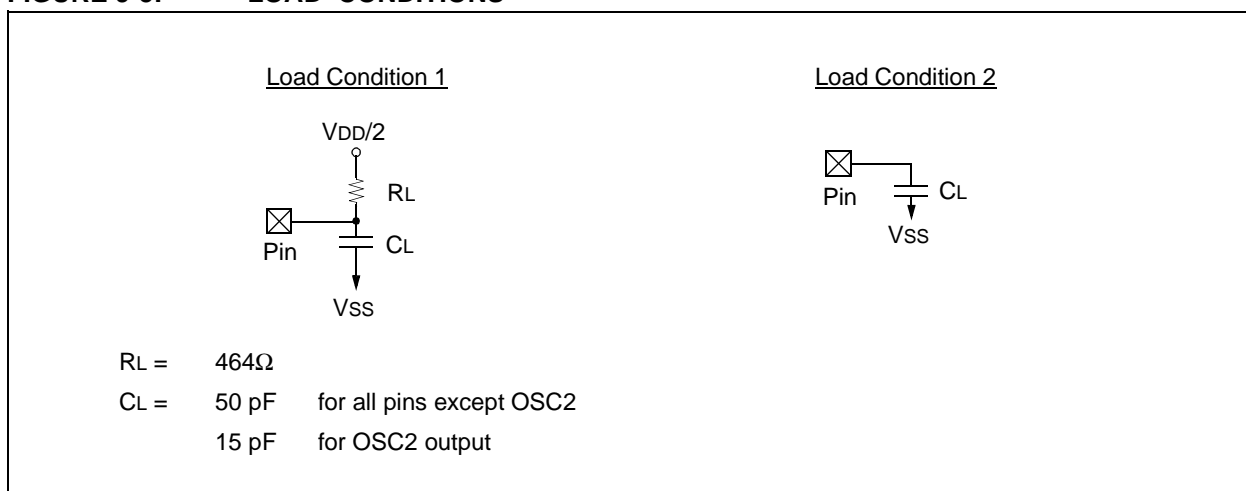 FIGURE 9-3: LOAD CONDITIONS
Load Condition 1
Load Condition 2
VDD/2
RL
Pin
CL
VSS
Pin
CL
VSS
RL = 464Ω
CL = 50 pF for all pins except OSC2
15 pF for OSC2 output